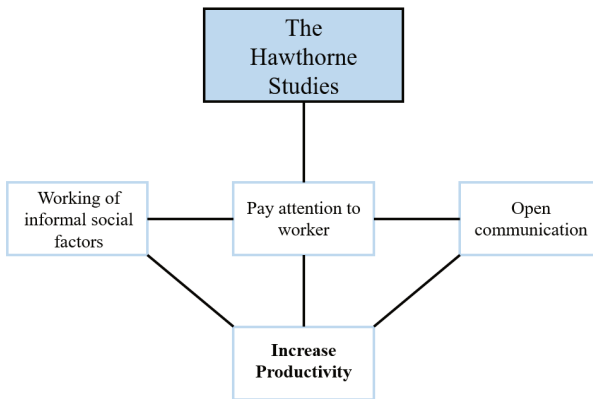 The
Hawthorne
Studies
Working of
informal social
factors
Pay attention to
worker
Open
communication
Increase
Productivity